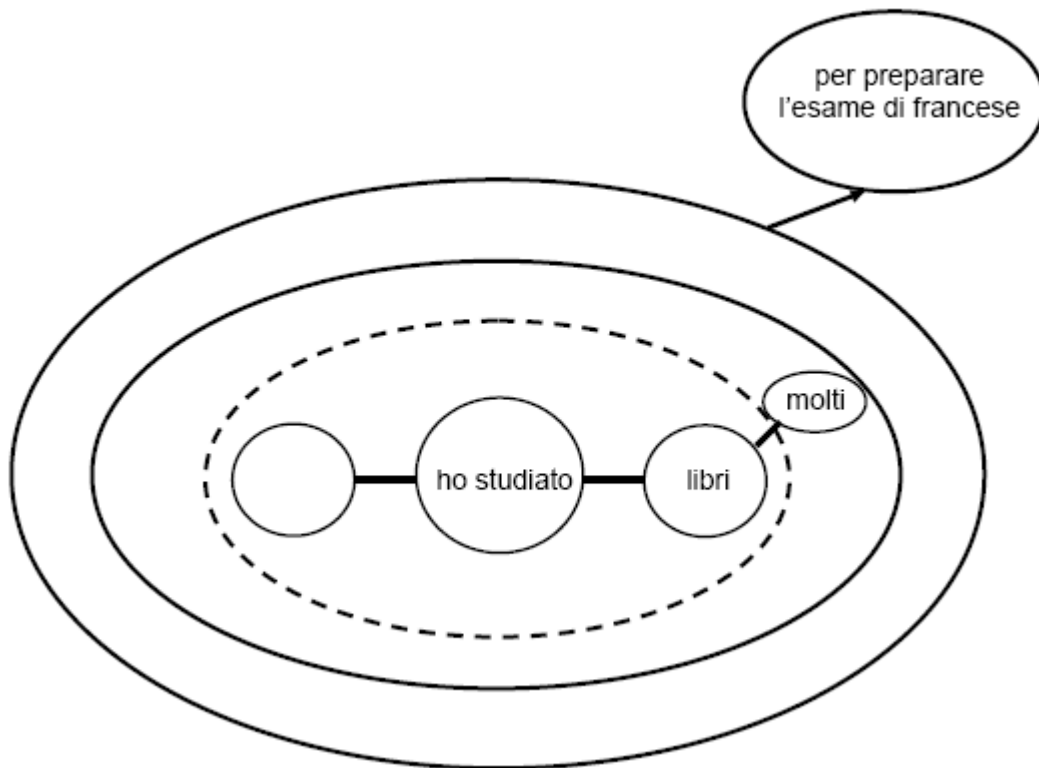 per preparare
l'esame di francese
molti
ho studiato
libri